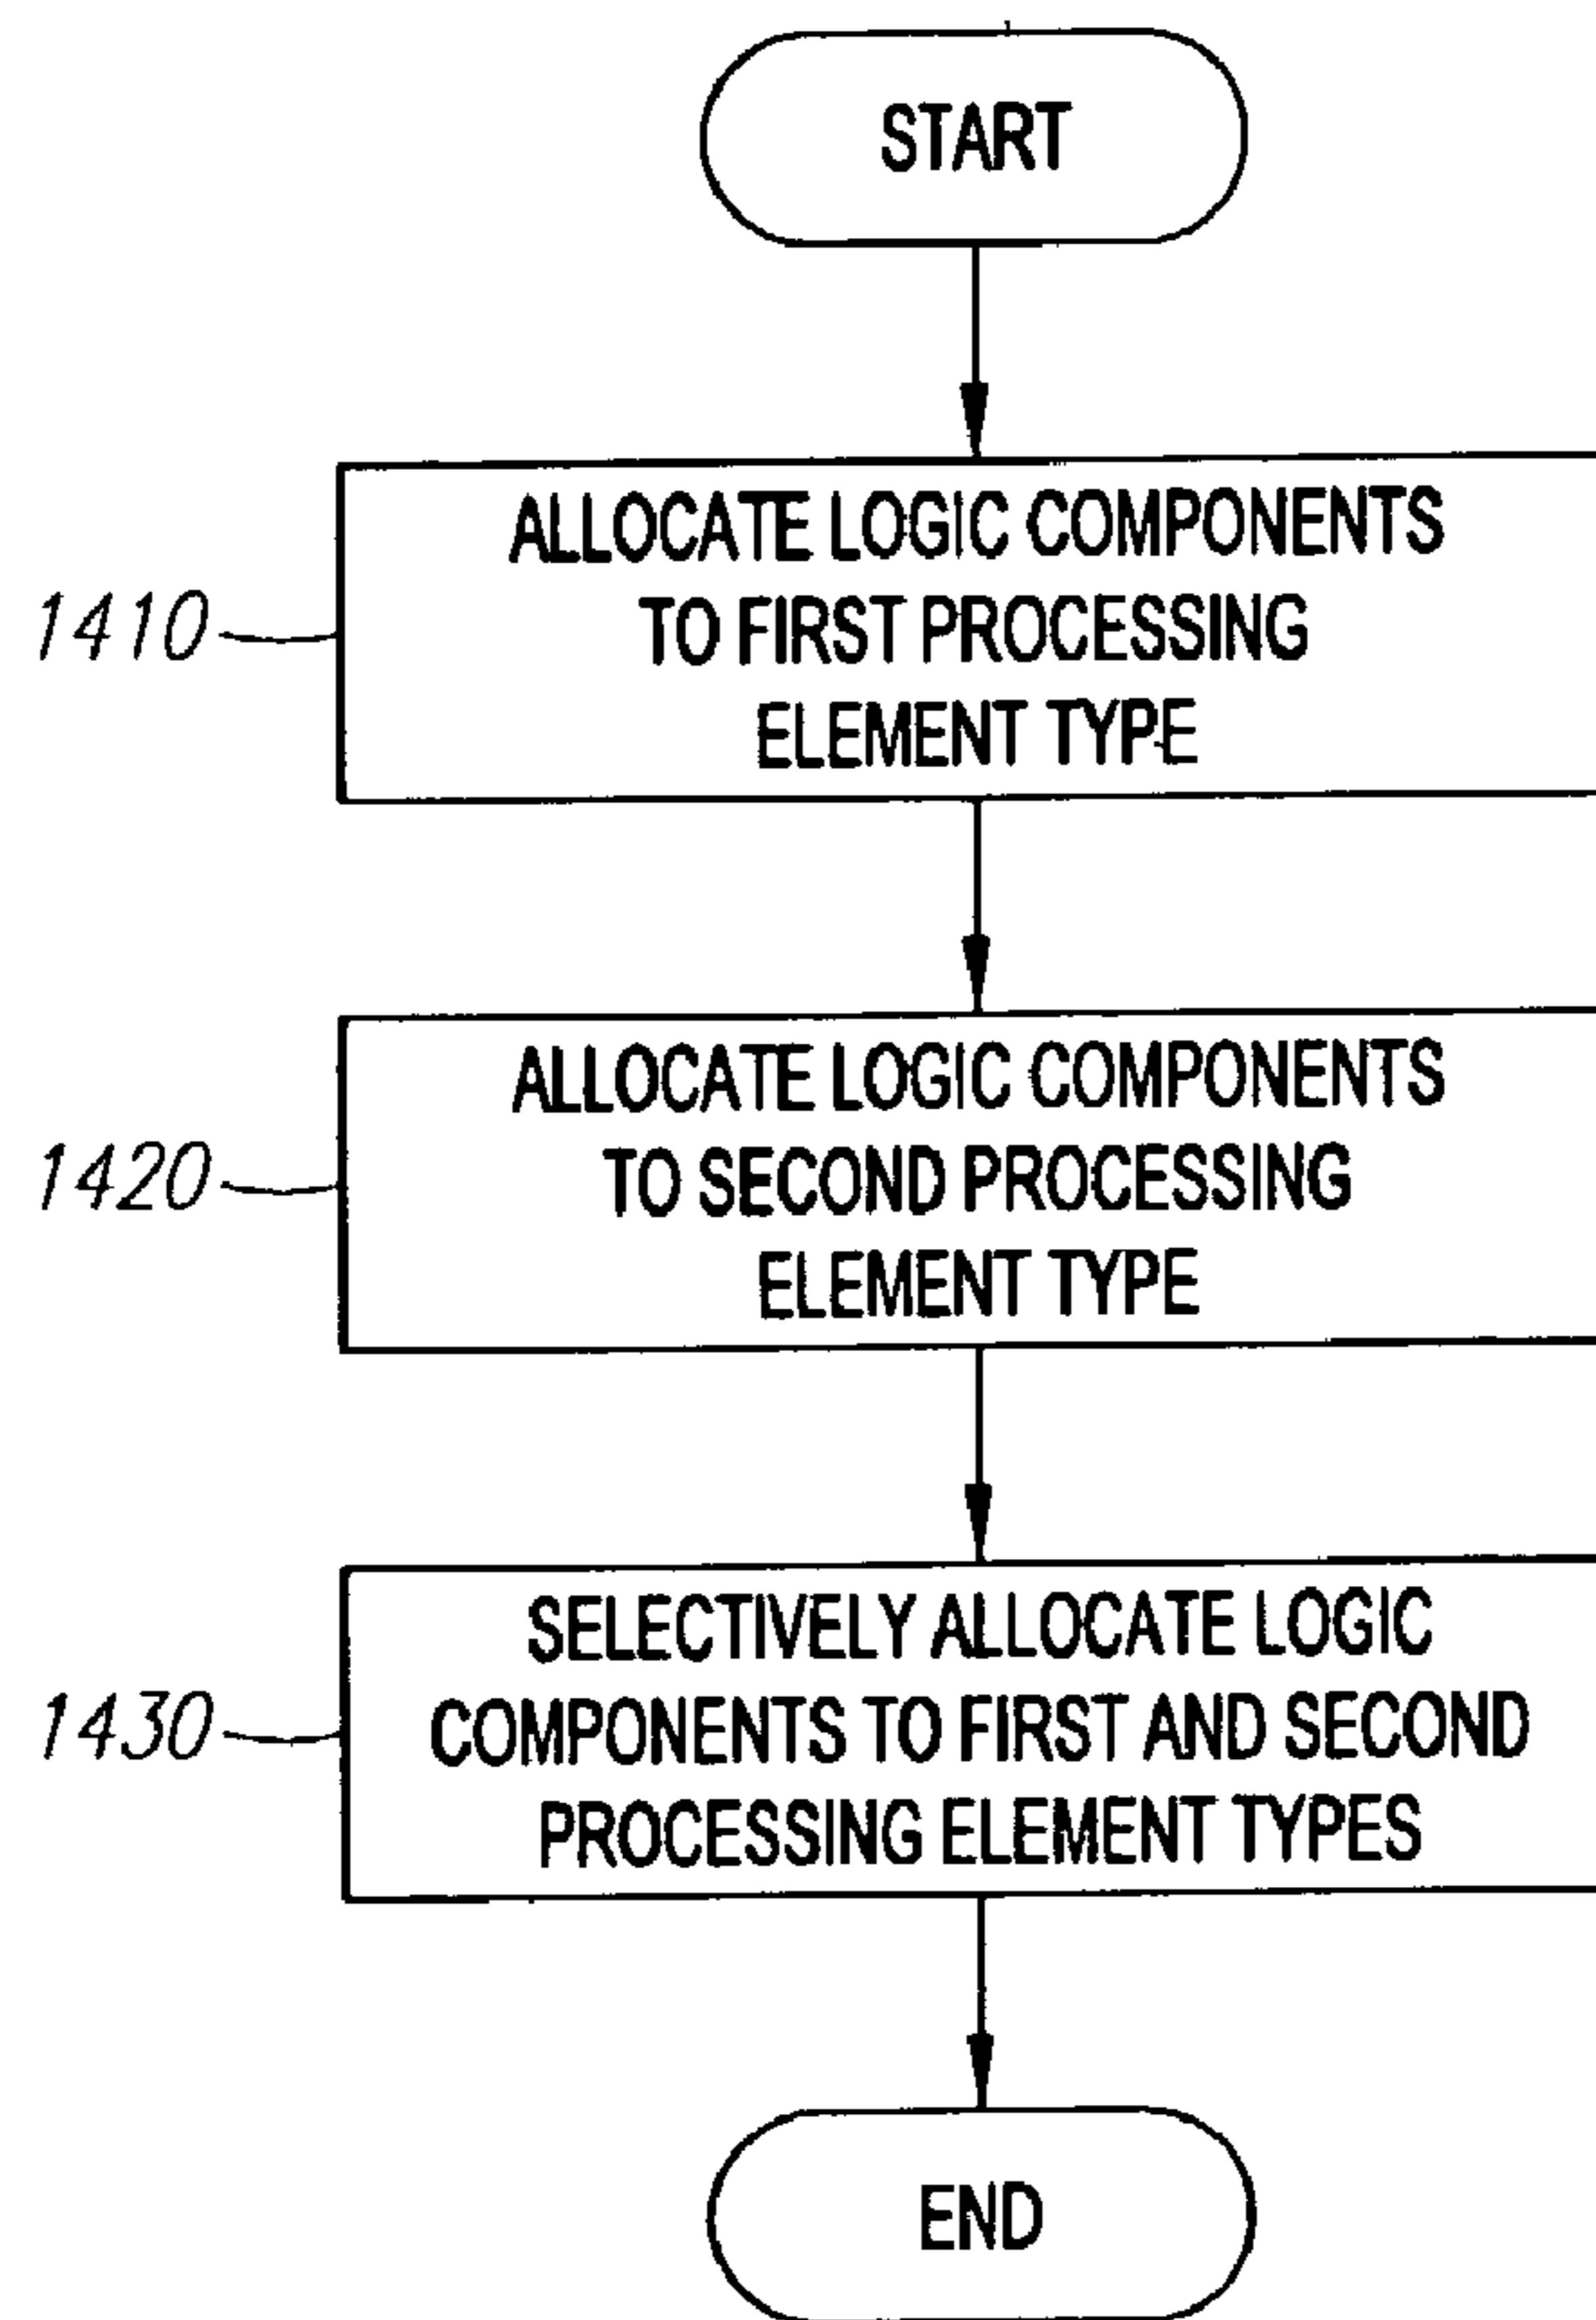 START
ALLOCATE LOGIC COMPONENTS
TO FIRST PROCESSING
ELEMENT TYPE
1410
ALLOCATE LOGIC COMPONENTS
TO SECOND PROCESSING
ELEMENT TYPE
1420
SELECTIVELY ALLOCATE LOGIC
COMPONENTS TO FIRST AND SECOND
PROCESSING ELEMENT TYPES
1430
END